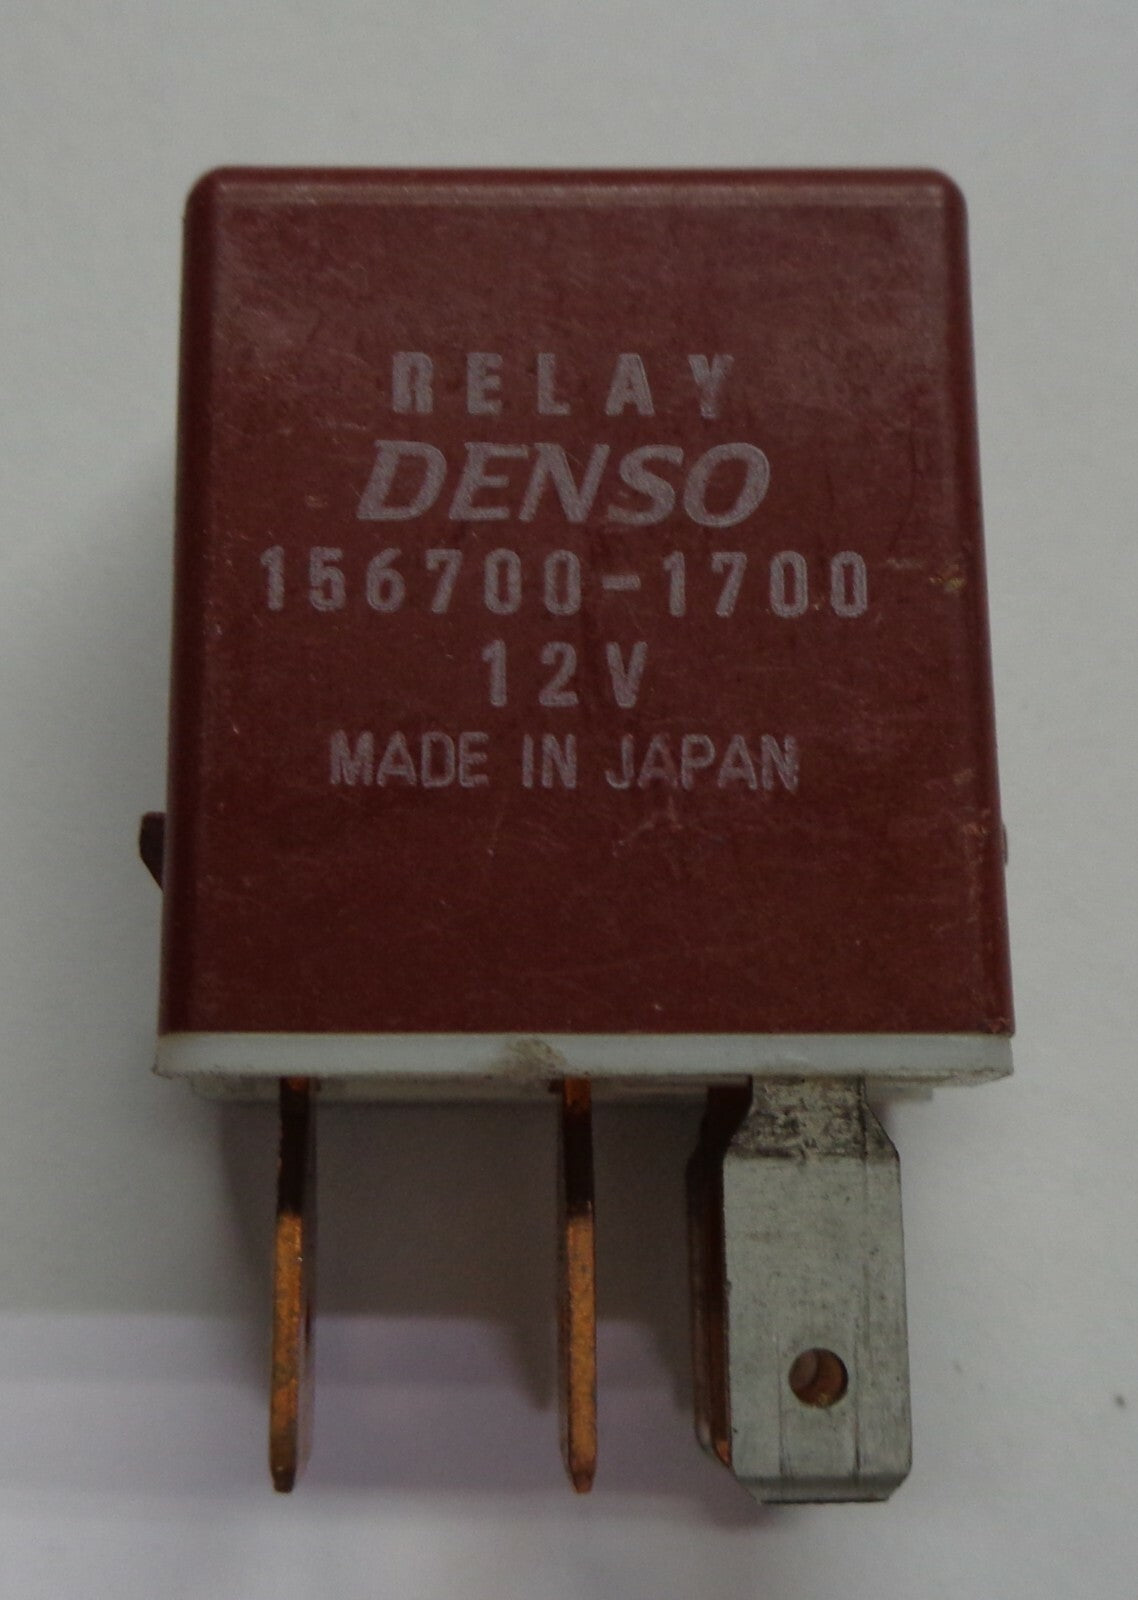 RELAY
DENSO
156700-1700
12V
MADE IN JAPAN